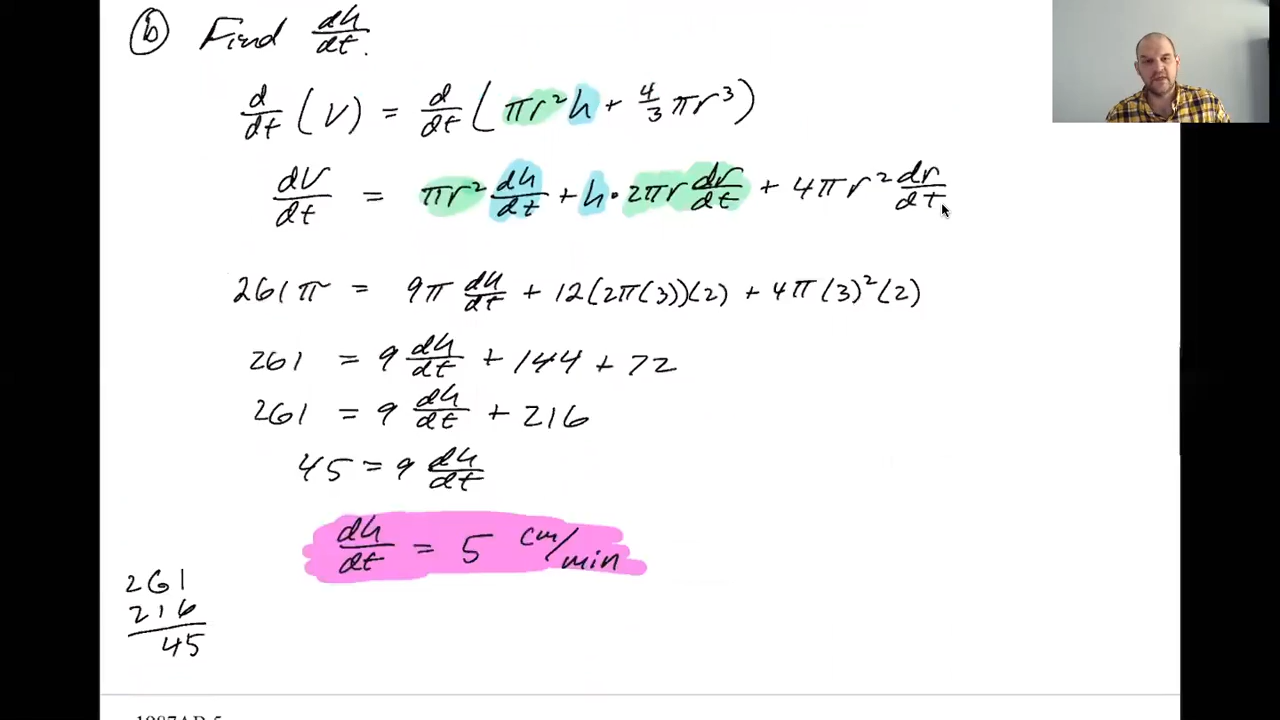 ⓑ Find dh/dt.
d/dt (V) = d/dt (πr²h + 4/3 πr³)
dV/dt = πr² dh/dt + h · 2πr dr/dt + 4πr² dr/dt
261π = 9π dh/dt + 12(2π(3))(2) + 4π(3)²(2)
261 = 9 dh/dt + 144 + 72
261 = 9 dh/dt + 216
45 = 9 dh/dt
dh/dt = 5 cm/min
261
216
45